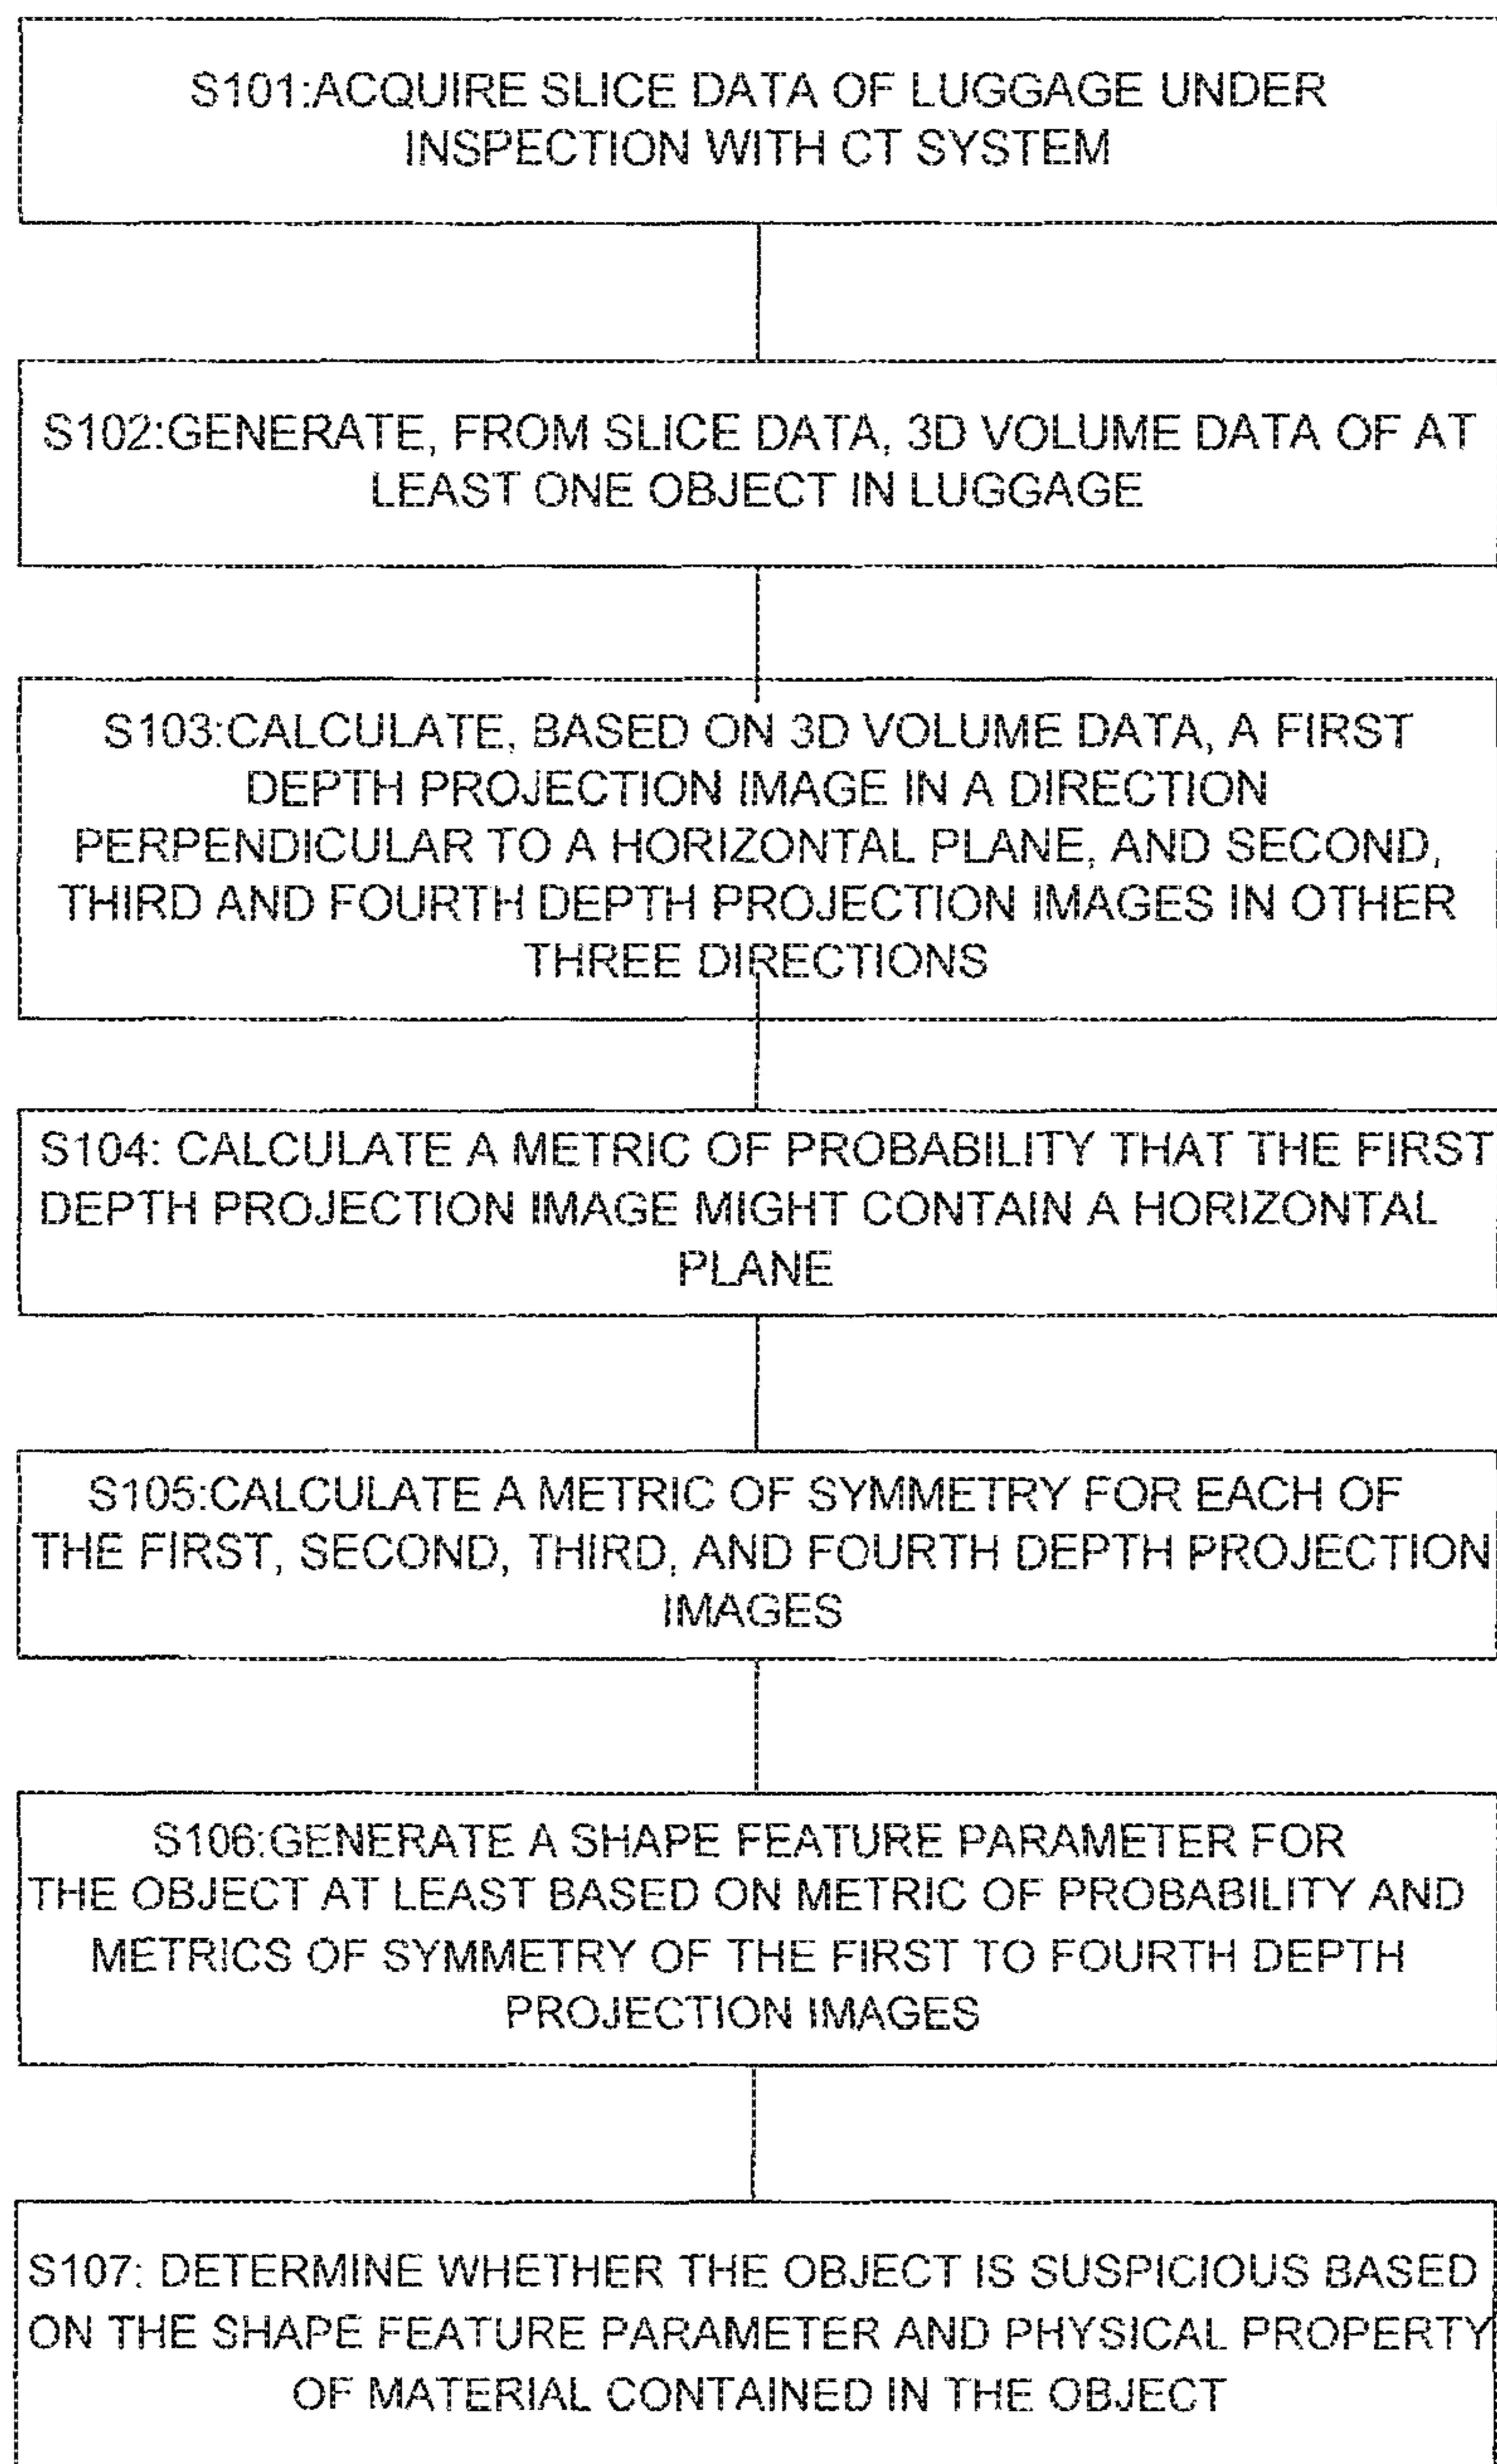 S101:ACQUIRE SLICE DATA OF LUGGAGE UNDER
INSPECTION WITH CT SYSTEM
S102:GENERATE, FROM SLICE DATA, 3D VOLUME DATA OF AT
LEAST ONE OBJECT IN LUGGAGE
S103:CALCULATE, BASED ON 3D VOLUME DATA, A FIRST
DEPTH PROJECTION IMAGE IN A DIRECTION
PERPENDICULAR TO A HORIZONTAL PLANE, AND SECOND,
THIRD AND FOURTH DEPTH PROJECTION IMAGES IN OTHER
THREE DIRECTIONS
S104: CALCULATE A METRIC OF PROBABILITY THAT THE FIRST
DEPTH PROJECTION IMAGE MIGHT CONTAIN A HORIZONTAL
PLANE
S105:CALCULATE A METRIC OF SYMMETRY FOR EACH OF
THE FIRST, SECOND, THIRD, AND FOURTH DEPTH PROJECTION
IMAGES
S106:GENERATE A SHAPE FEATURE PARAMETER FOR
THE OBJECT AT LEAST BASED ON METRIC OF PROBABILITY AND
METRICS OF SYMMETRY OF THE FIRST TO FOURTH DEPTH
PROJECTION IMAGES
S107: DETERMINE WHETHER THE OBJECT IS SUSPICIOUS BASED
ON THE SHAPE FEATURE PARAMETER AND PHYSICAL PROPERTY
OF MATERIAL CONTAINED IN THE OBJECT